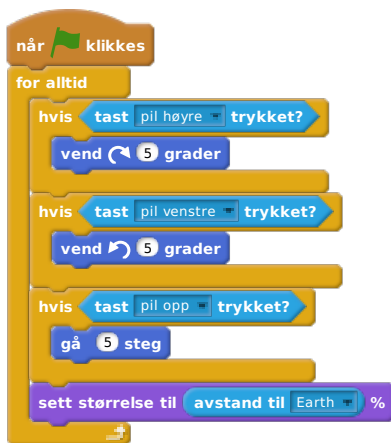 når klikkes
for alltid
hvis tast pil høyre trykket?
vend 5 grader
hvis tast pil venstre trykket?
vend 5 grader
hvis tast pil opp trykket?
gå 5 steg
sett størrelse til avstand til Earth %